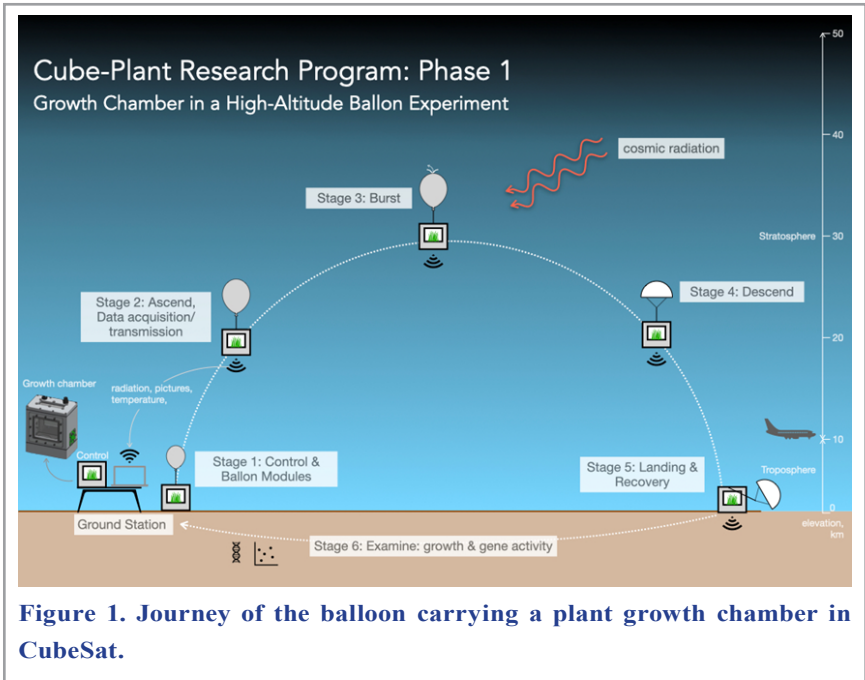 Cube-Plant Research Program: Phase 1
Growth Chamber in a High-Altitude Ballon Experiment
50
40
cosmic radiation
Stage 3: Burst
Stratosphere
30
Stage 4: Descend
Stage 2: Ascend,
Data acquisition/
transmission
20
Growth chamber
radiation, pictures,
temperature,
10
Control
Stage 1: Control &
Ballon Modules
Stage 5: Landing &
Recovery
Troposphere
0
elevation,
km
Ground Station
Stage 6: Examine: growth & gene activity
Figure 1. Journey of the balloon carrying a plant growth chamber in
CubeSat.